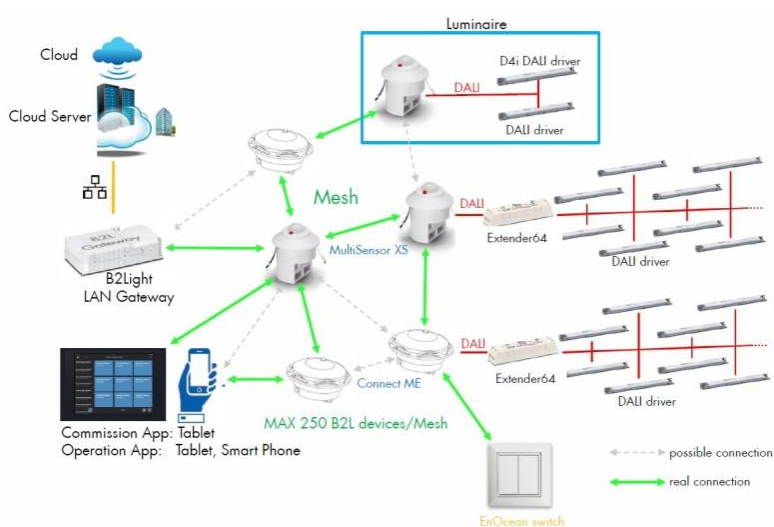 Luminaire
Cloud
D4i DALI driver
DALI
Cloud Server
DALI driver
Mesh
DALI
B2L
Gateway
MultiSensor XS
Extender64
DALI driver
B2Light
LAN Gateway
DALI
Connect ME
Extender64
DALI driver
MAX 250 B2L devices/Mesh
Commission App: Tablet
Operation App: Tablet, Smart Phone
possible connection
real connection
EnOcean switch